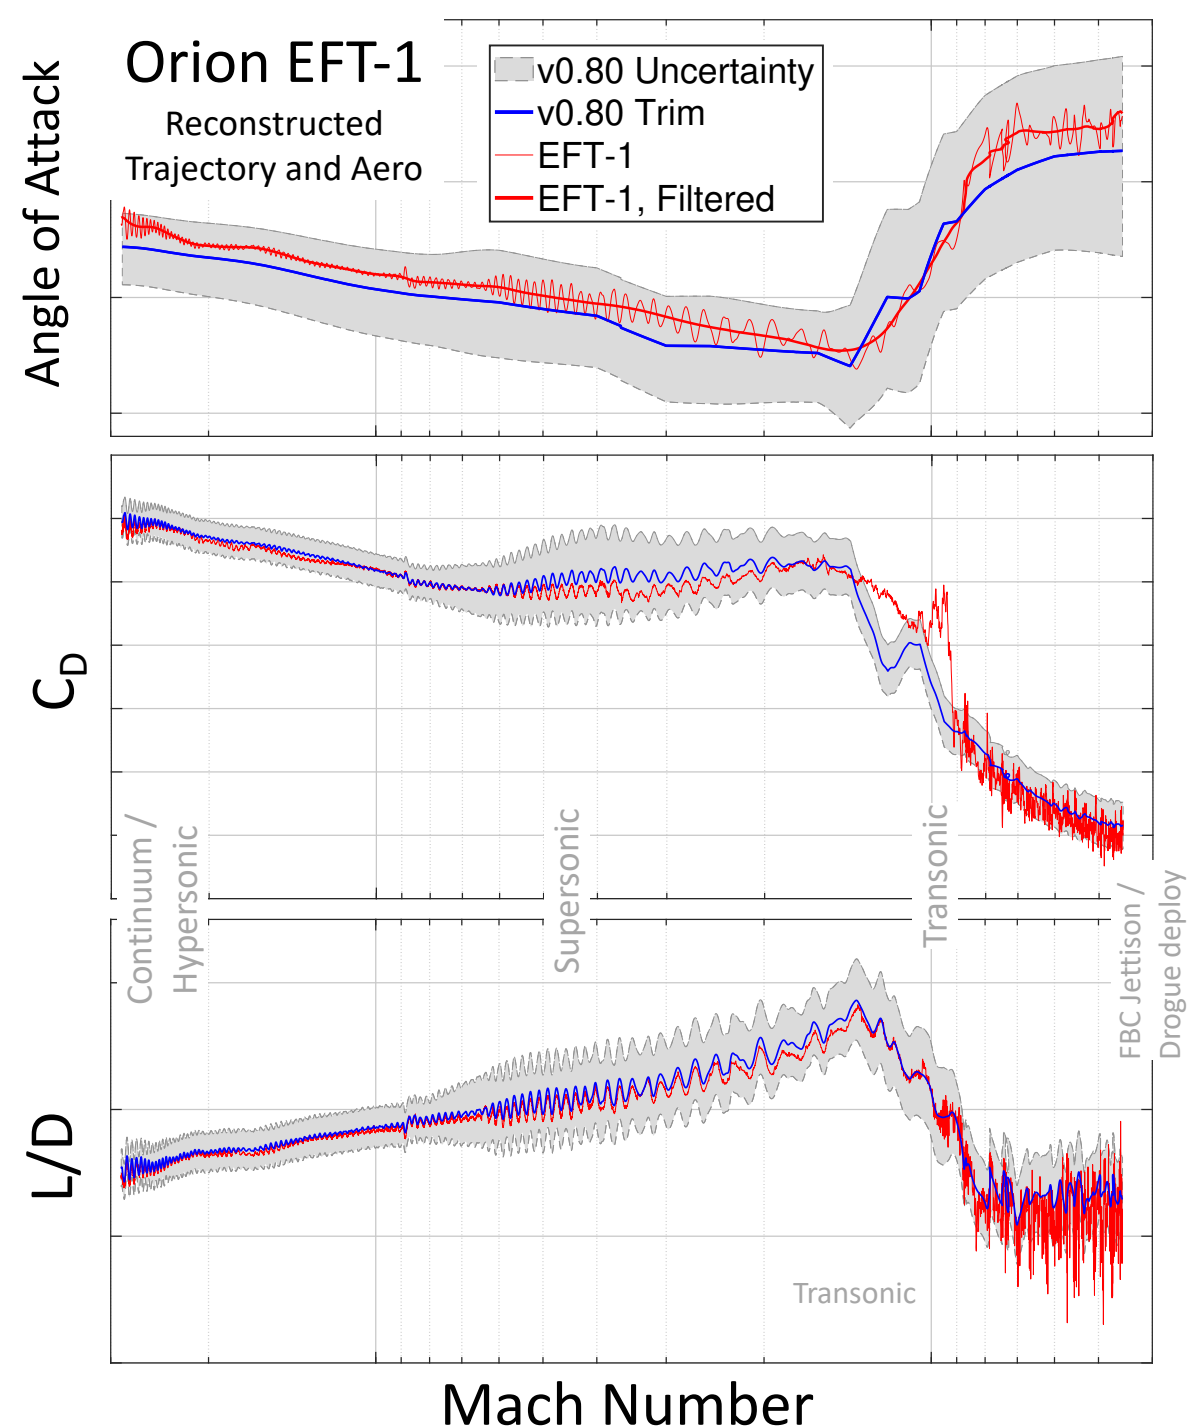 Orion EFT-1
Reconstructed
Trajectory and Aero
v0.80 Uncertainty
v0.80 Trim
EFT-1
EFT-1, Filtered
Angle of Attack
C_D
Continuum /
Hypersonic
Supersonic
Transonic
FBC Jettison /
Drogue deploy
L/D
Transonic
Mach Number